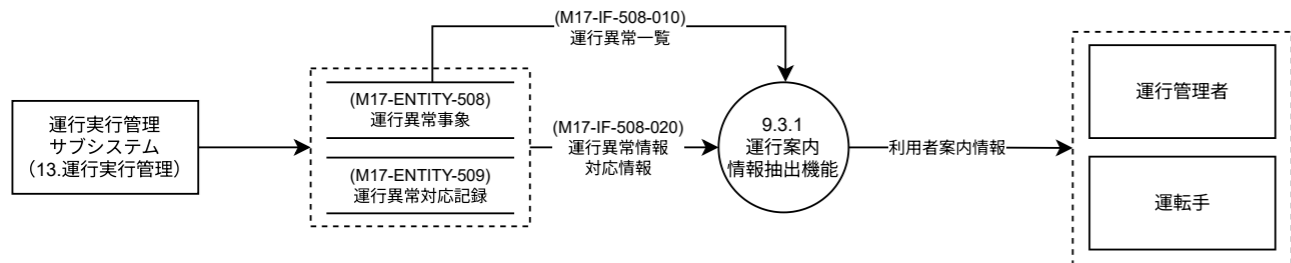 (M17-IF-508-010)
運行異常一覧
運行実行管理
サブシステム
（13.運行実行管理）
(M17-ENTITY-508)
運行異常事象
(M17-ENTITY-509)
運行異常対応記録
(M17-IF-508-020)
運行異常情報
対応情報
9.3.1
運行案内
情報抽出機能
利用者案内情報
運行管理者
運転手